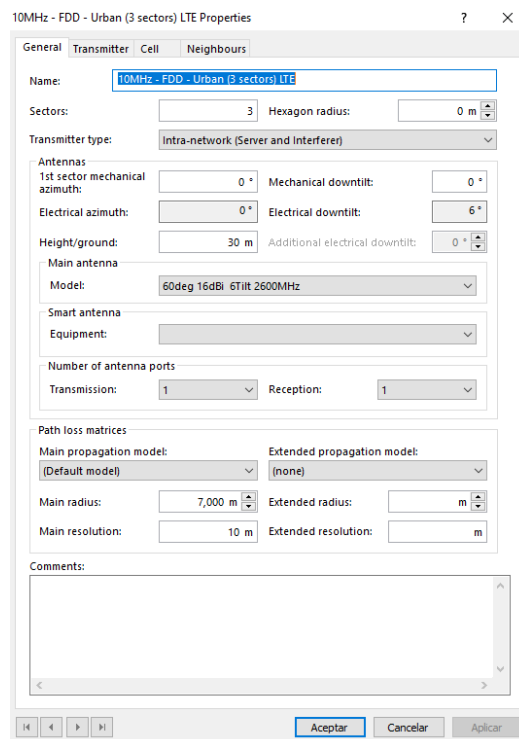 10MHz - FDD - Urban (3 sectors) LTE Properties ? ×
General Transmitter Cell Neighbours
Name: 10MHz - FDD - Urban (3 sectors) LTE
Sectors: 3 Hexagon radius: 0 m
Transmitter type: Intra-network (Server and Interferer)
Antennas
1st sector mechanical azimuth: 0 ° Mechanical downtilt: 0 °
Electrical azimuth: 0 ° Electrical downtilt: 6 °
Height/ground: 30 m Additional electrical downtilt: 0 °
Main antenna
Model: 60deg 16dBi 6Tilt 2600MHz
Smart antenna
Equipment:
Number of antenna ports
Transmission: 1 Reception: 1
Path loss matrices
Main propagation model: Extended propagation model:
(Default model) (none)
Main radius: 7,000 m Extended radius: m
Main resolution: 10 m Extended resolution: m
Comments:
Aceptar Cancelar Aplicar